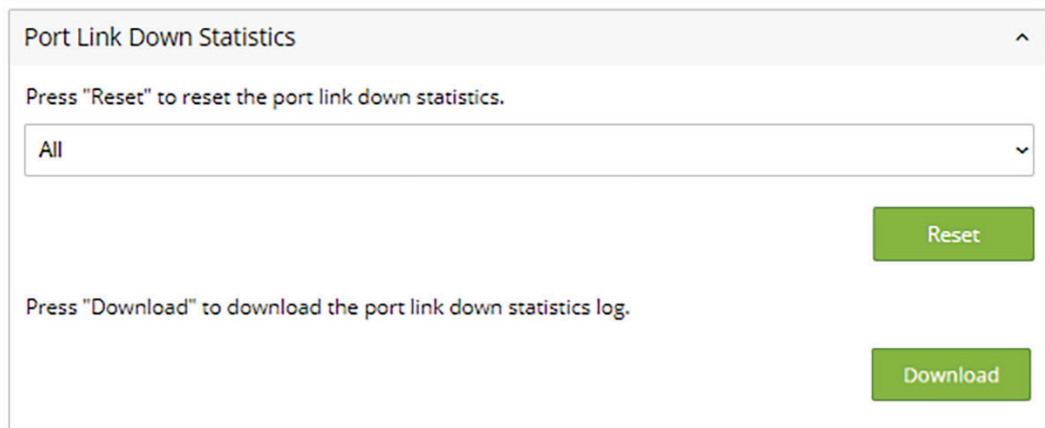 Port Link Down Statistics
Press "Reset" to reset the port link down statistics.
All
Reset
Press "Download" to download the port link down statistics log.
Download